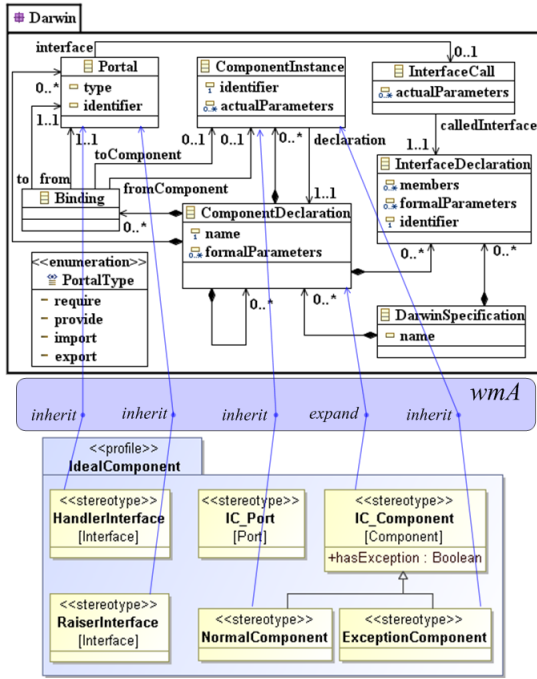 Darwin
interface
0..1
Portal
type
identifier
ComponentInstance
identifier
actualParameters
InterfaceCall
actualParameters
0..*
1..1
1..1
0..1
0..1
0..*
declaration
calledInterface
1..1
toComponent
to
from
fromComponent
1..1
InterfaceDeclaration
members
formalParameters
identifier
Binding
0..*
ComponentDeclaration
name
formalParameters
0..*
0..*
<<enumeration>>
PortalType
require
provide
import
export
0..*
0..*
DarwinSpecification
name
wmA
inherit
inherit
inherit
expand
inherit
<<profile>>
IdealComponent
<<stereotype>>
HandlerInterface
[Interface]
<<stereotype>>
IC_Port
[Port]
<<stereotype>>
IC_Component
[Component]
+hasException : Boolean
<<stereotype>>
RaiserInterface
[Interface]
<<stereotype>>
NormalComponent
<<stereotype>>
ExceptionComponent